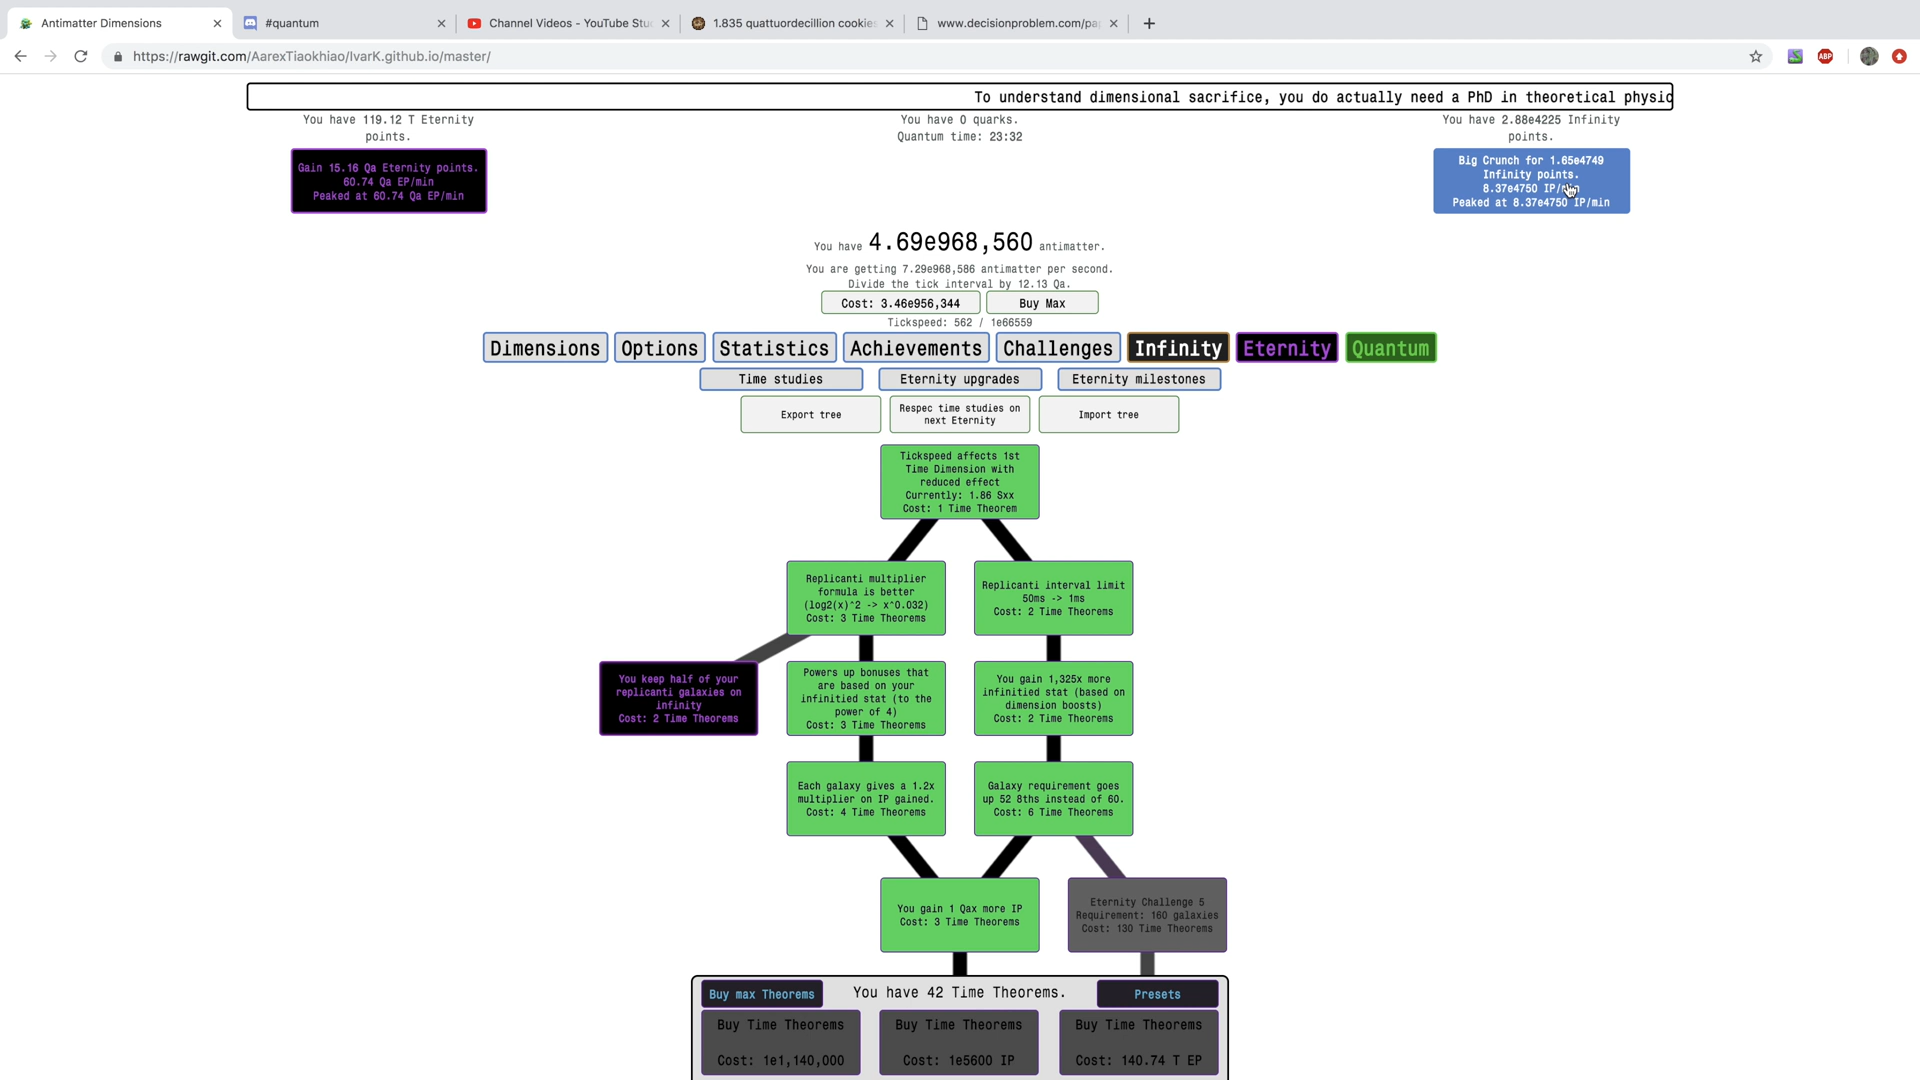 Antimatter Dimensions
#quantum
Channel Videos - YouTube Stu
1.835 quattuordecillion cookies
www.decisionproblem.com/pa
https://rawgit.com/AarexTiaokhiao/IvarK.github.io/master/
ABP
To understand dimensional sacrifice, you do actually need a PhD in theoretical physic
You have 119.12 T Eternity
points.
You have 0 quarks.
Quantum time: 23:32
You have 2.88e4225 Infinity
points.
Gain 15.16 Qa Eternity points.
60.74 Qa EP/min
Peaked at 60.74 Qa EP/min
Big Crunch for 1.65e4749
Infinity points.
8.37e4750 IP/min
Peaked at 8.37e4750 IP/min
You have 4.69e968,560 antimatter.
You are getting 7.29e968,586 antimatter per second.
Divide the tick interval by 12.13 Qa.
Cost: 3.46e956,344
Buy Max
Tickspeed: 562 / 1e66559
Dimensions
Options
Statistics
Achievements
Challenges
Infinity
Eternity
Quantum
Time studies
Eternity upgrades
Eternity milestones
Export tree
Respec time studies on
next Eternity
Import tree
Tickspeed affects 1st
Time Dimension with
reduced effect
Currently: 1.86 Sxx
Cost: 1 Time Theorem
Replicanti multiplier
formula is better
(log2(x)^2 -> x^0.032)
Cost: 3 Time Theorems
Replicanti interval limit
50ms -> 1ms
Cost: 2 Time Theorems
You keep half of your
replicanti galaxies on
infinity
Cost: 2 Time Theorems
Powers up bonuses that
are based on your
infinitied stat (to the
power of 4)
Cost: 3 Time Theorems
You gain 1,325x more
infinitied stat (based on
dimension boosts)
Cost: 2 Time Theorems
Each galaxy gives a 1.2x
multiplier on IP gained.
Cost: 4 Time Theorems
Galaxy requirement goes
up 52 8ths instead of 60.
Cost: 6 Time Theorems
You gain 1 Qax more IP
Cost: 3 Time Theorems
Eternity Challenge 5
Requirement: 160 galaxies
Cost: 130 Time Theorems
Buy max Theorems
You have 42 Time Theorems.
Presets
Buy Time Theorems
Cost: 1e1,140,000
Buy Time Theorems
Cost: 1e5600 IP
Buy Time Theorems
Cost: 140.74 T EP